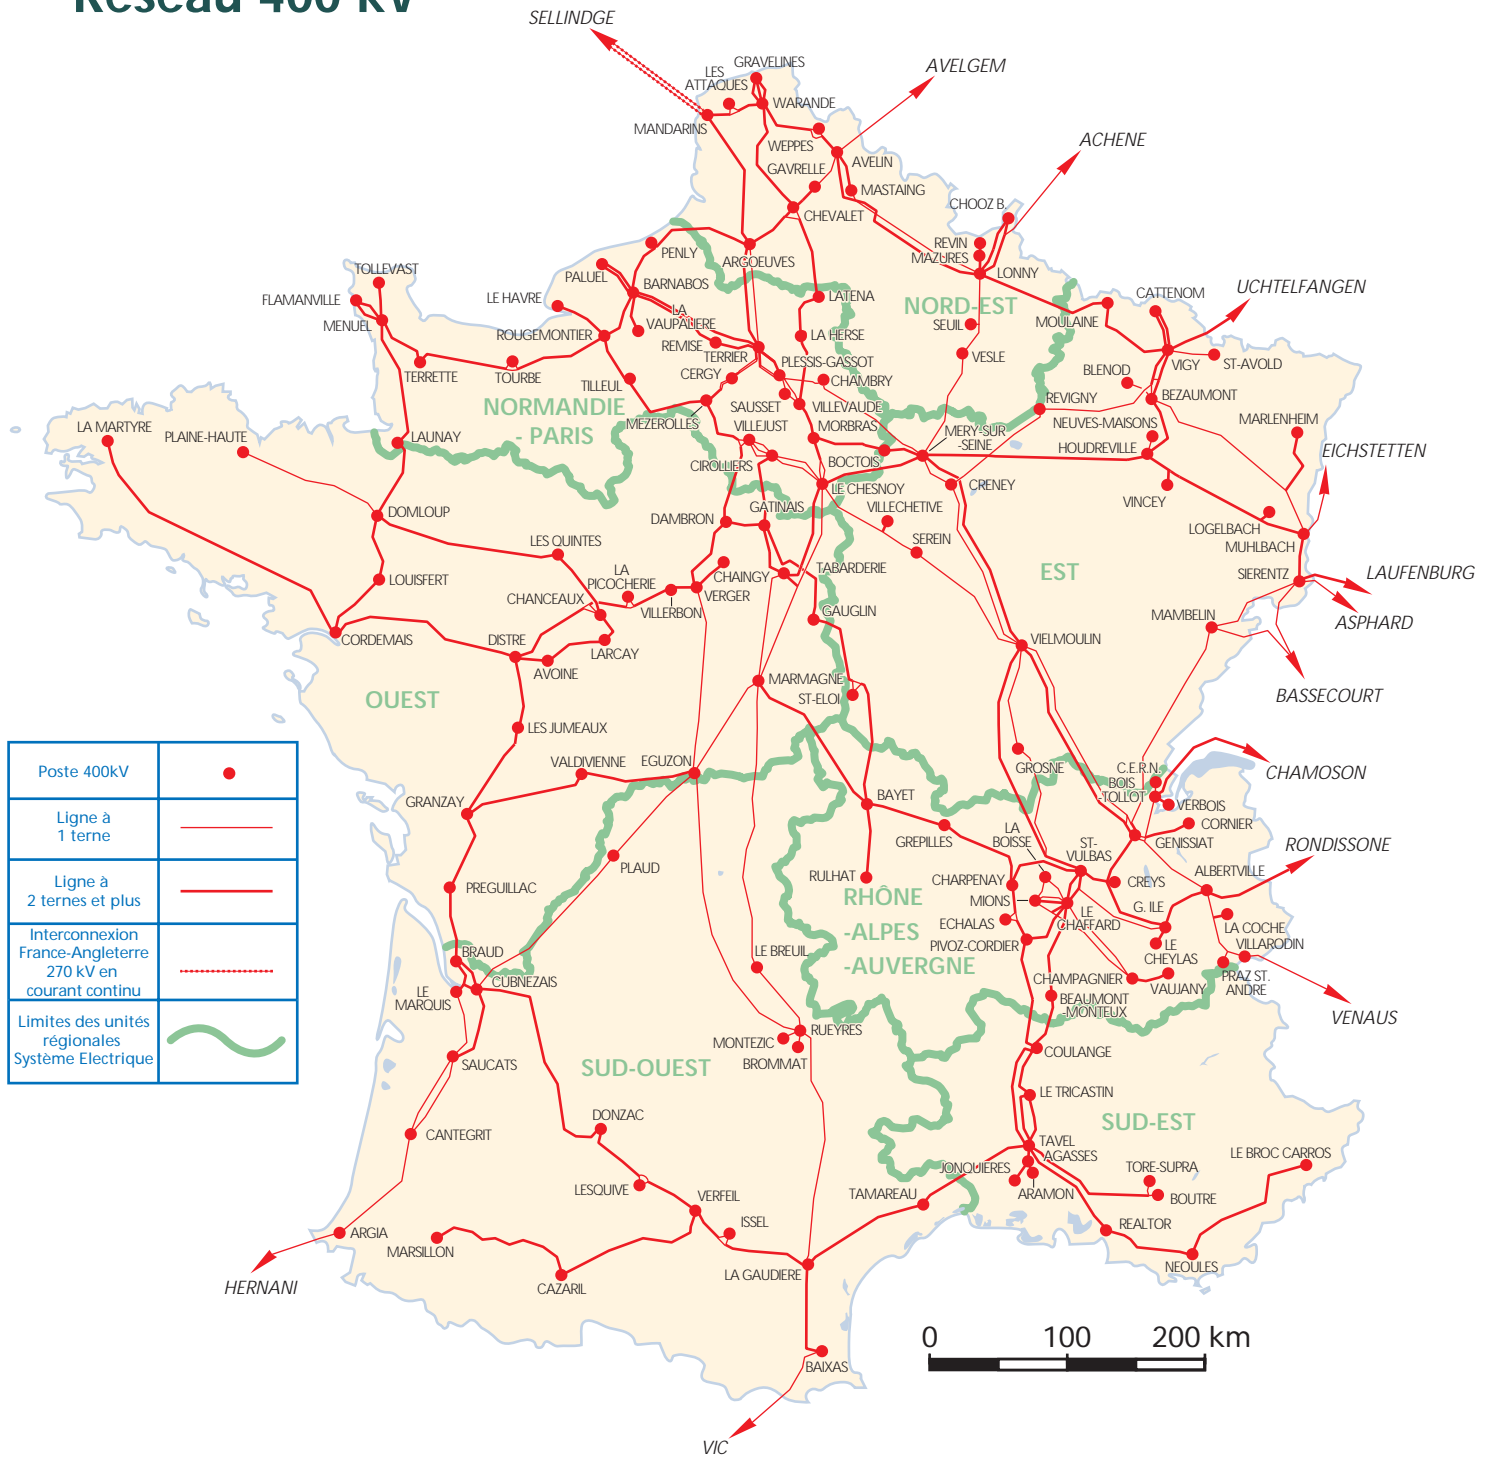 Réseau 400 kV
SELLINDGE
GRAVELINES
LES
ATTAQUES
AVELGEM
WARANDE
MANDARINS
ACHENE
WEPPES
AVELIN
GAVRELLE
MASTAING
CHOOZ B.
CHEVALET
REVIN
PENLY
MAZURES
ARGOEUVES
LONNY
TOLLEVAST
PALUEL
BARNABOS
UCHTELFANGEN
CATTENOM
FLAMANVILLE
LE HAVRE
LATENA
NORD-EST
LA
VAUPALIERE
MENUEL
MOULAINE
SEUIL
ROUGEMONTIER
LA HERSE
REMISE
TERRIER
VESLE
PLESSIS-GASSOT
VIGY
ST-AVOLD
TERRETTE
TOURBE
CERGY
BLENOD
TILLEUL
CHAMBRY
NORMANDIE
- PARIS
SAUSSET
VILLEVAUDE
REVIGNY
BEZAUMONT
MEZEROLLES
VILLEJUST
MORBRAS
NEUVES-MAISONS
MARLENHEIM
LA MARTYRE
PLAINE-HAUTE
LAUNAY
MERY-SUR
-SEINE
HOUDREVILLE
EICHSTETTEN
CIROLLIERS
BOCTOIS
LE CHESNOY
CRENEY
VINCEY
DOMLOUP
DAMBRON
GATINAIS
VILLECHETIVE
LOGELBACH
LES QUINTES
SEREIN
MUHLBACH
LOUISFERT
LA
PICOCHERIE
CHAINGY
TABARDERIE
EST
SIERENTZ
LAUFENBURG
CHANCEAUX
VILLERBON
VERGER
GAUGLIN
MAMBELIN
ASPHARD
CORDEMAIS
DISTRE
LARCAY
VIELMOULIN
AVOINE
MARMAGNE
ST-ELOI
BASSECOURT
OUEST
LES JUMEAUX
VALDIVIENNE
EGUZON
GROSNE
C.E.R.N.
BOIS
-TOLLOT
CHAMOSON
GRANZAY
BAYET
VERBOIS
CORNIER
GREPILLES
LA
BOISSE
ST-
VULBAS
GENISSIAT
RONDISSONE
PLAUD
RULHAT
CHARPENAY
CREYS
ALBERTVILLE
PREGUILLAC
RHÔNE
-ALPES
-AUVERGNE
MIONS
G. ILE
ECHALAS
LE
CHAFFARD
LA COCHE
PIVOZ-CORDIER
LE
CHEYLAS
VILLARODIN
BRAUD
LE BREUIL
CUBNEZAIS
CHAMPAGNIER
PRAZ ST.
ANDRE
LE
MARQUIS
VAUJANY
BEAUMONT
-MONTEUX
VENAUS
RUEYRES
MONTEZIC
BROMMAT
COULANGE
SAUCATS
SUD-OUEST
LE TRICASTIN
DONZAC
SUD-EST
CANTEGRIT
TAVEL
AGASSES
LE BROC CARROS
JONQUIERES
TORE-SUPRA
LESQUIVE
VERFEIL
TAMAREAU
ARAMON
BOUTRE
ISSEL
REALTOR
ARGIA
MARSILLON
LA GAUDIERE
NEOULES
HERNANI
CAZARIL
BAIXAS
VIC
Poste 400kV
Ligne à
1 terne
Ligne à
2 ternes et plus
Interconnexion
France-Angleterre
270 kV en
courant continu
Limites des unités
régionales
Système Electrique
0 100 200 km